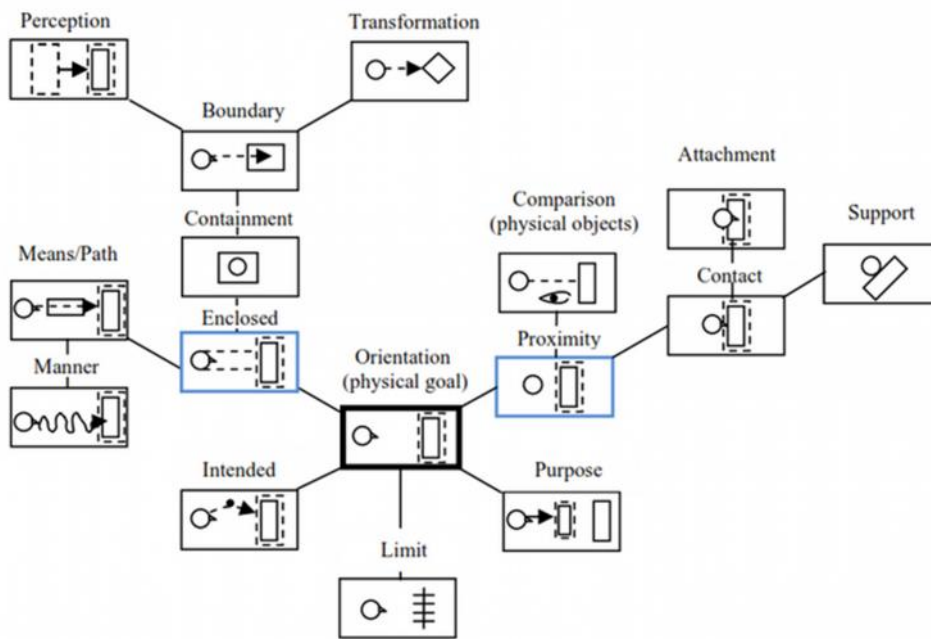 Perception
Transformation
Boundary
Attachment
Containment
Comparison
(physical objects)
Support
Means/Path
Contact
Enclosed
Orientation
(physical goal)
Proximity
Manner
Intended
Purpose
Limit